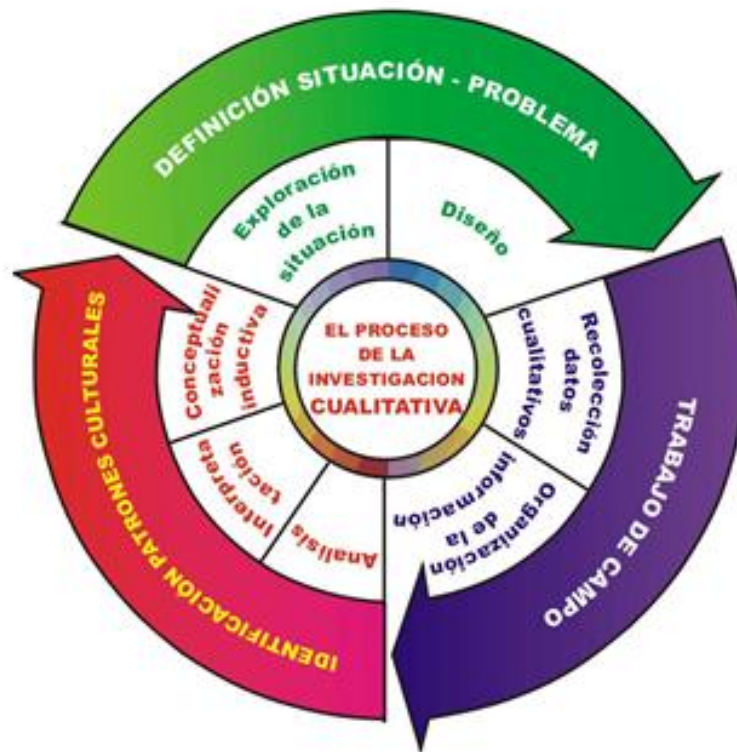 DEFINICIÓN SITUACIÓN - PROBLEMA
Exploración
de la
situación
Diseño
TRABAJO DE CAMPO
Recolección
datos
cualitativos
Organización
de la
información
IDENTIFICACIÓN PATRONES CULTURALES
Analisis
Interpreta
tación
Conceptuali
zación
inductiva
EL PROCESO
DE LA
INVESTIGACION
CUALITATIVA